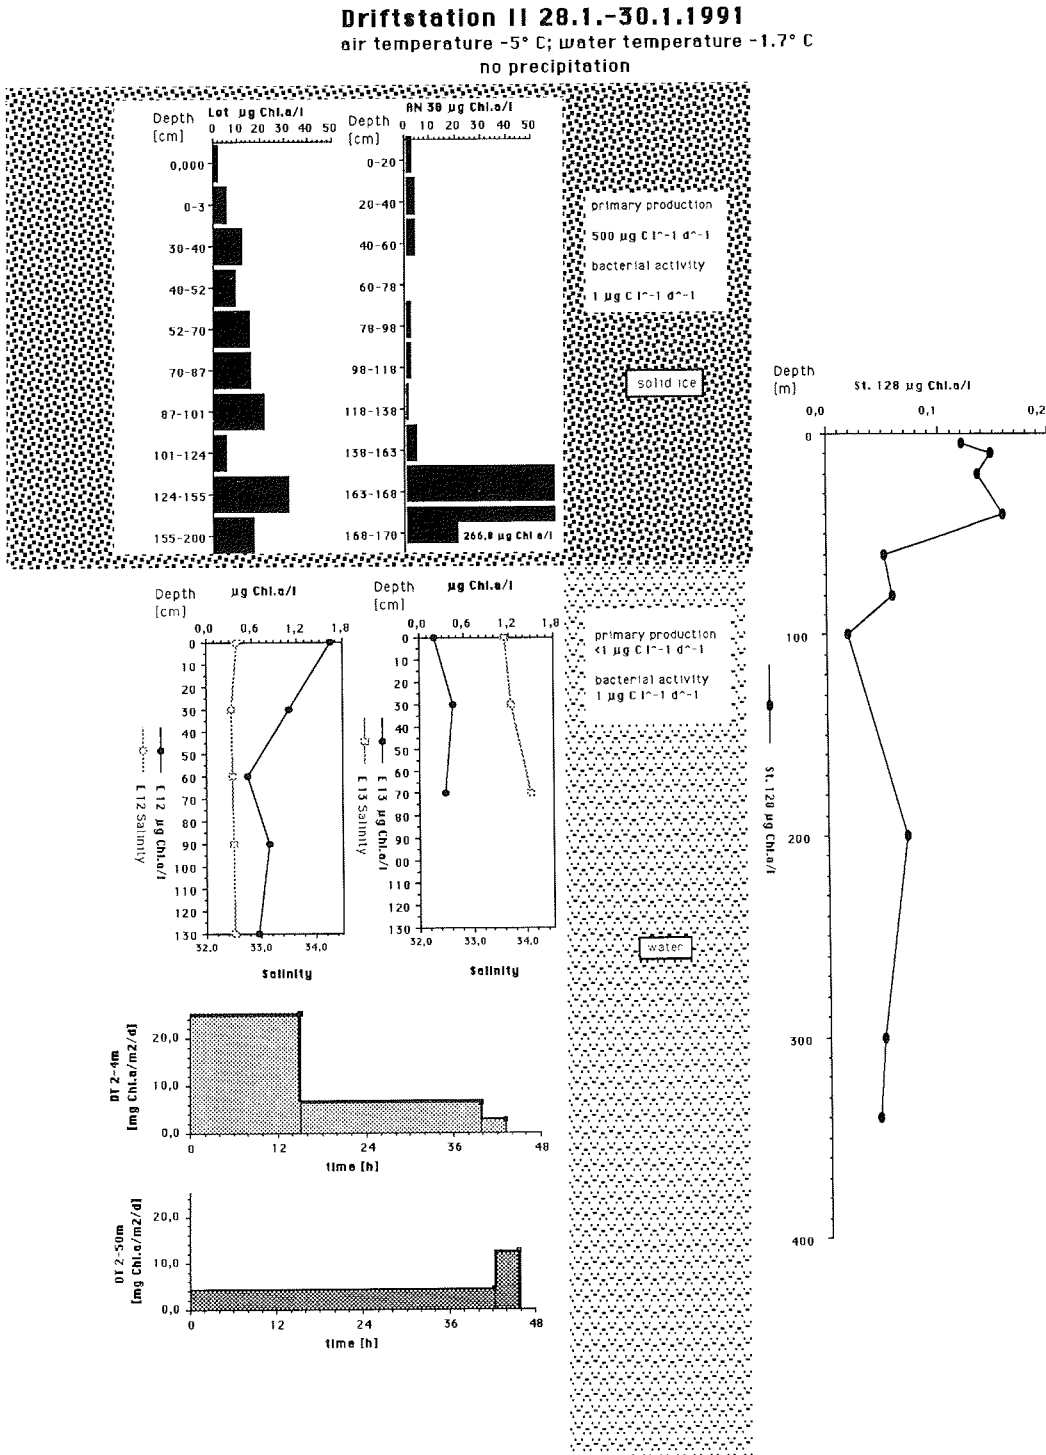 Driftstation II 28.1.-30.1.1991
air temperature -5° C; water temperature -1.7° C
no precipitation
Depth
[cm]
Lot µg Chl.a/l
0 10 20 30 40 50
0,000
0-3
30-40
40-52
52-70
70-87
87-101
101-124
124-155
155-200
Depth
[cm]
AN 38 µg Chl.a/l
0 10 20 30 40 50
0-20
20-40
40-60
60-78
78-98
98-118
118-138
138-163
163-168
168-170
266,8 µg Chl a/l
primary production
500 µg C l^-1 d^-1
bacterial activity
1 µg C l^-1 d^-1
solid ice
Depth
[m]
St. 128 µg Chl.a/l
0,0 0,1 0,2
0
100
200
300
400
St. 128 µg Chl.a/l
Depth
[cm]
µg Chl.a/l
0,0 0,6 1,2 1,8
0
10
20
30
40
50
60
70
80
90
100
110
120
130
32,0 33,0 34,0
Salinity
E 12 µg Chl.a/l
E 12 Salinity
Depth
[cm]
µg Chl.a/l
0,0 0,6 1,2 1,8
0
10
20
30
40
50
60
70
80
90
00
110
120
130
32,0 33,0 34,0
Salinity
E 13 µg Chl.a/l
E 13 Salinity
primary production
<1 µg C l^-1 d^-1
bacterial activity
1 µg C l^-1 d^-1
water
DT 2-4m
[mg Chl.a/m2/d]
20,0
10,0
0,0
0 12 24 36 48
time [h]
DT 2-50m
[mg Chl.a/m2/d]
20,0
10,0
0,0
0 12 24 36 48
time [h]